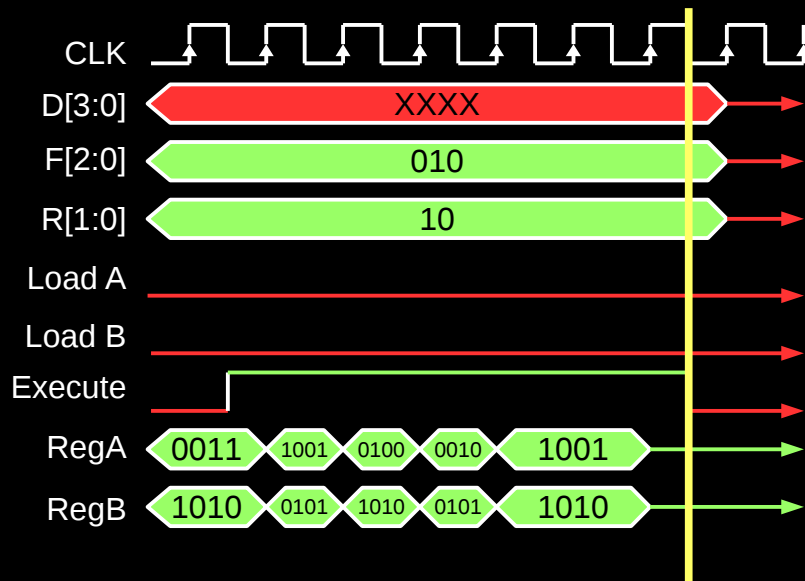 CLK
D[3:0] XXXX
F[2:0] 010
R[1:0] 10
Load A
Load B
Execute
RegA 0011 1001 0100 0010 1001
RegB 1010 0101 1010 0101 1010